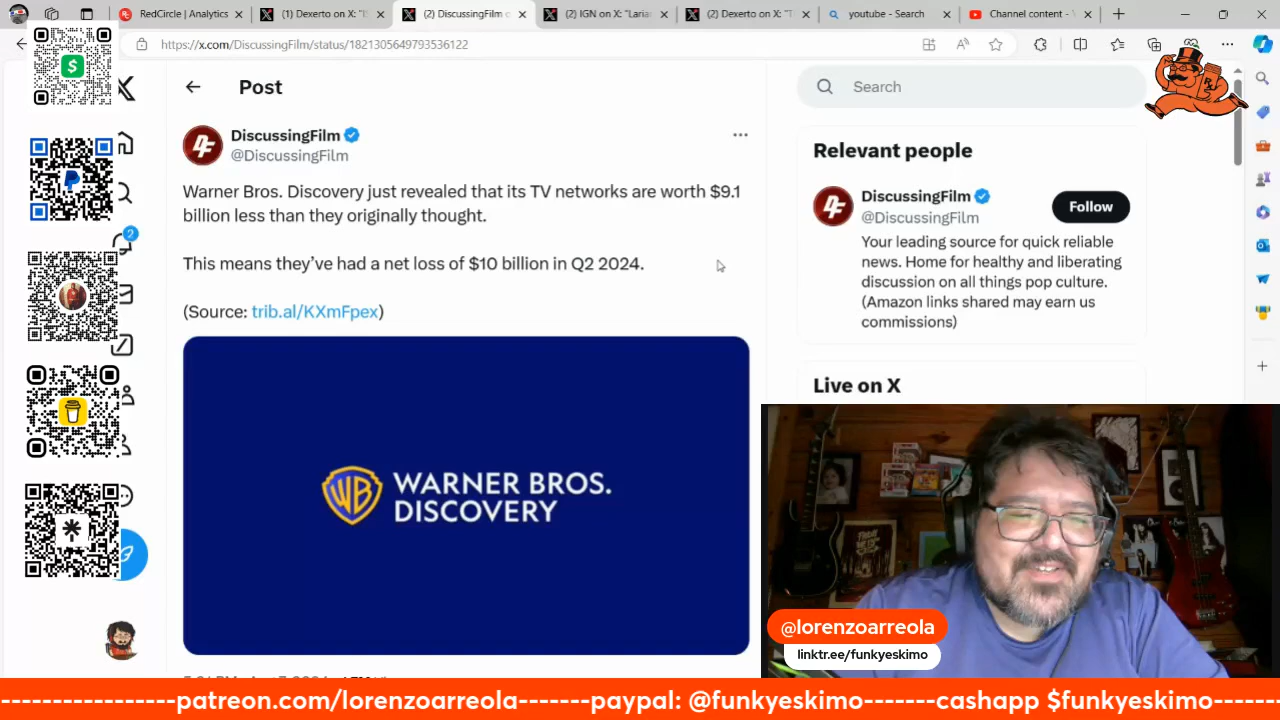 RedCircle | Analytics
(1) Dexerto on X: "
(2) DiscussingFilm o
(2) IGN on X: "Laria
(2) Dexerto on X: "T
youtube - Search
Channel content - Y
https://x.com/DiscussingFilm/status/1821305649793536122
Post
Search
DiscussingFilm
@DiscussingFilm
Warner Bros. Discovery just revealed that its TV networks are worth $9.1
billion less than they originally thought.
This means they've had a net loss of $10 billion in Q2 2024.
(Source: trib.al/KXmFpex)
WB WARNER BROS.
DISCOVERY
Relevant people
DiscussingFilm
@DiscussingFilm
Follow
Your leading source for quick reliable
news. Home for healthy and liberating
discussion on all things pop culture.
(Amazon links shared may earn us
commissions)
Live on X
2
@lorenzoarreola
linktr.ee/funkyeskimo
----------------patreon.com/lorenzoarreola-------paypal: @funkyeskimo-------cashapp $funkyeskimo-------